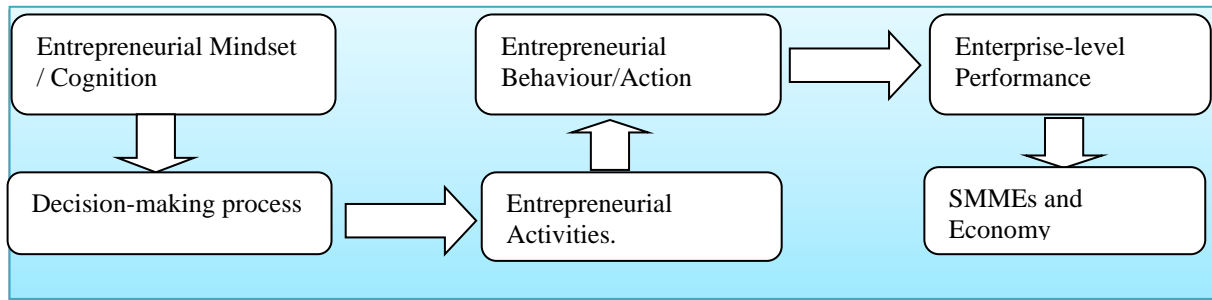 Entrepreneurial Mindset
/ Cognition
Entrepreneurial
Behaviour/Action
Enterprise-level
Performance
Decision-making process
Entrepreneurial
Activities.
SMMEs and
Economy